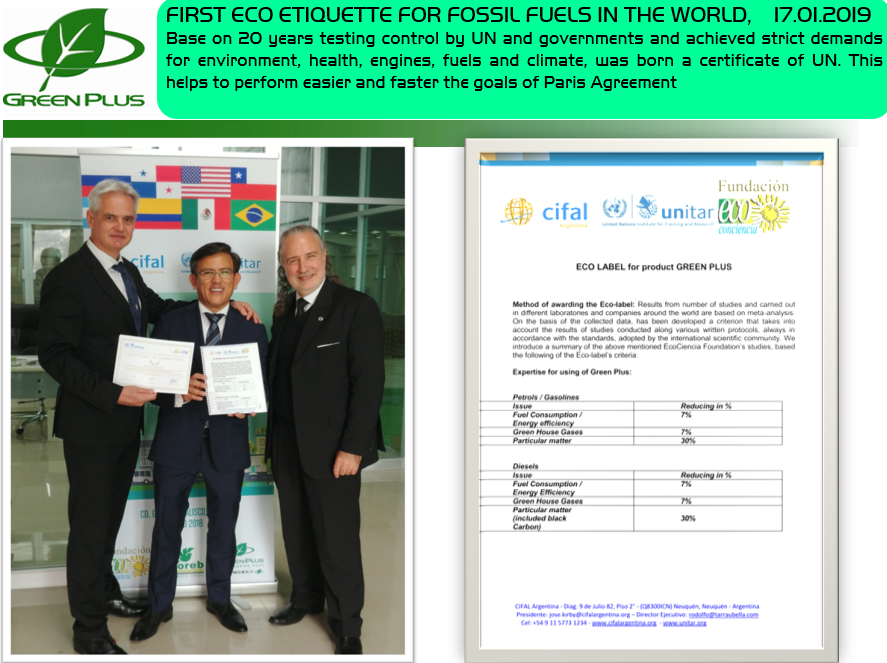 FIRST ECO ETIQUETTE FOR FOSSIL FUELS IN THE WORLD, 17.01.2019
Base on 20 years testing control by UN and governments and achieved strict demands
for environment, health, engines, fuels and climate, was born a certificate of UN. This
helps to perform easier and faster the goals of Paris Agreement
GREEN PLUS
cifal
unitar
GREEN PLUS
cifal
Argentina
unitar
United Nations Institute for Training and Research
Fundación
eco
conciencia
ECO LABEL for product GREEN PLUS
Method of awarding the Eco-label: Results from number of studies and carried out
in different laboratories and companies around the world are based on meta-analysis.
On the basis of the collected data, has been developed a criterion that takes into
account the results of studies conducted along various written protocols, always in
accordance with the standards, adopted by the international scientific community. We
introduce a summary of the above mentioned EcoCiencia Foundation's studies, based
the following of the Eco-label's criteria:
Expertise for using of Green Plus:
Petrols / Gasolines
Issue Reducing in %
Fuel Consumption / 7%
Energy efficiency
Green House Gases 7%
Particular matter 30%
Diesels
Issue Reducing in %
Fuel Consumption / 7%
Energy Efficiency
Green House Gases 7%
Particular matter
(included black 30%
Carbon)
CIFAL Argentina - Diag. 9 de Julio 82, Piso 2° - (Q8300ICN) Neuquén, Neuquén - Argentina
Presidente: jose.kirby@cifalargentina.org – Director Ejecutivo: rodolfo@tarraubella.com
Cel: +54 9 11 5773 1234 - www.cifalargentina.org - www.unitar.org